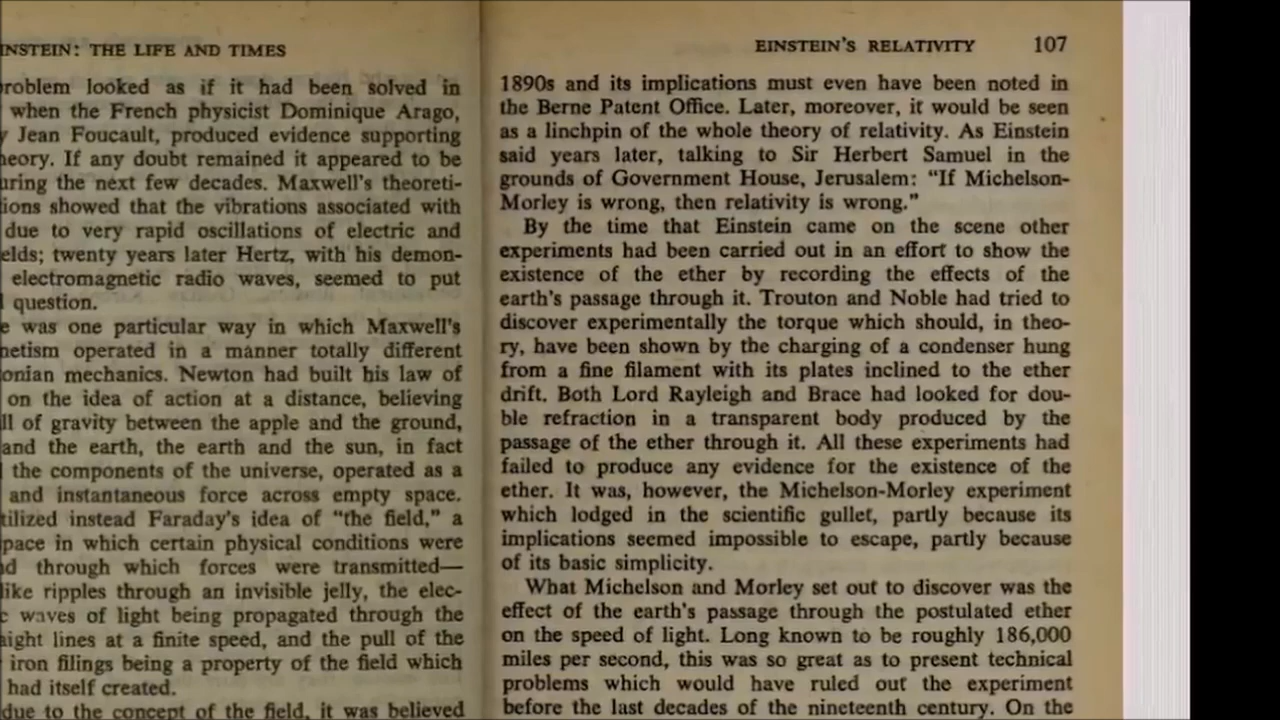 EINSTEIN: THE LIFE AND TIMES
problem looked as if it had been solved in
when the French physicist Dominique Arago,
Jean Foucault, produced evidence supporting
theory. If any doubt remained it appeared to be
during the next few decades. Maxwell's theoreti-
showed that the vibrations associated with
due to very rapid oscillations of electric and
twenty years later Hertz, with his demon-
electromagnetic radio waves, seemed to put
question.
was one particular way in which Maxwell's
operated in a manner totally different
mechanics. Newton had built his law of
on the idea of action at a distance, believing
of gravity between the apple and the ground,
and the earth, the earth and the sun, in fact
the components of the universe, operated as a
and instantaneous force across empty space.
instead Faraday's idea of "the field," a
in which certain physical conditions were
through which forces were transmitted—
like ripples through an invisible jelly, the elec-
waves of light being propagated through the
lines at a finite speed, and the pull of the
iron filings being a property of the field which
had itself created.
due to the concept of the field, it was believed
EINSTEIN'S RELATIVITY 107
1890s and its implications must even have been noted in
the Berne Patent Office. Later, moreover, it would be seen
as a linchpin of the whole theory of relativity. As Einstein
said years later, talking to Sir Herbert Samuel in the
grounds of Government House, Jerusalem: "If Michelson-
Morley is wrong, then relativity is wrong."
By the time that Einstein came on the scene other
experiments had been carried out in an effort to show the
existence of the ether by recording the effects of the
earth's passage through it. Trouton and Noble had tried to
discover experimentally the torque which should, in theo-
ry, have been shown by the charging of a condenser hung
from a fine filament with its plates inclined to the ether
drift. Both Lord Rayleigh and Brace had looked for dou-
ble refraction in a transparent body produced by the
passage of the ether through it. All these experiments had
failed to produce any evidence for the existence of the
ether. It was, however, the Michelson-Morley experiment
which lodged in the scientific gullet, partly because its
implications seemed impossible to escape, partly because
of its basic simplicity.
What Michelson and Morley set out to discover was the
effect of the earth's passage through the postulated ether
on the speed of light. Long known to be roughly 186,000
miles per second, this was so great as to present technical
problems which would have ruled out the experiment
before the last decades of the nineteenth century. On the